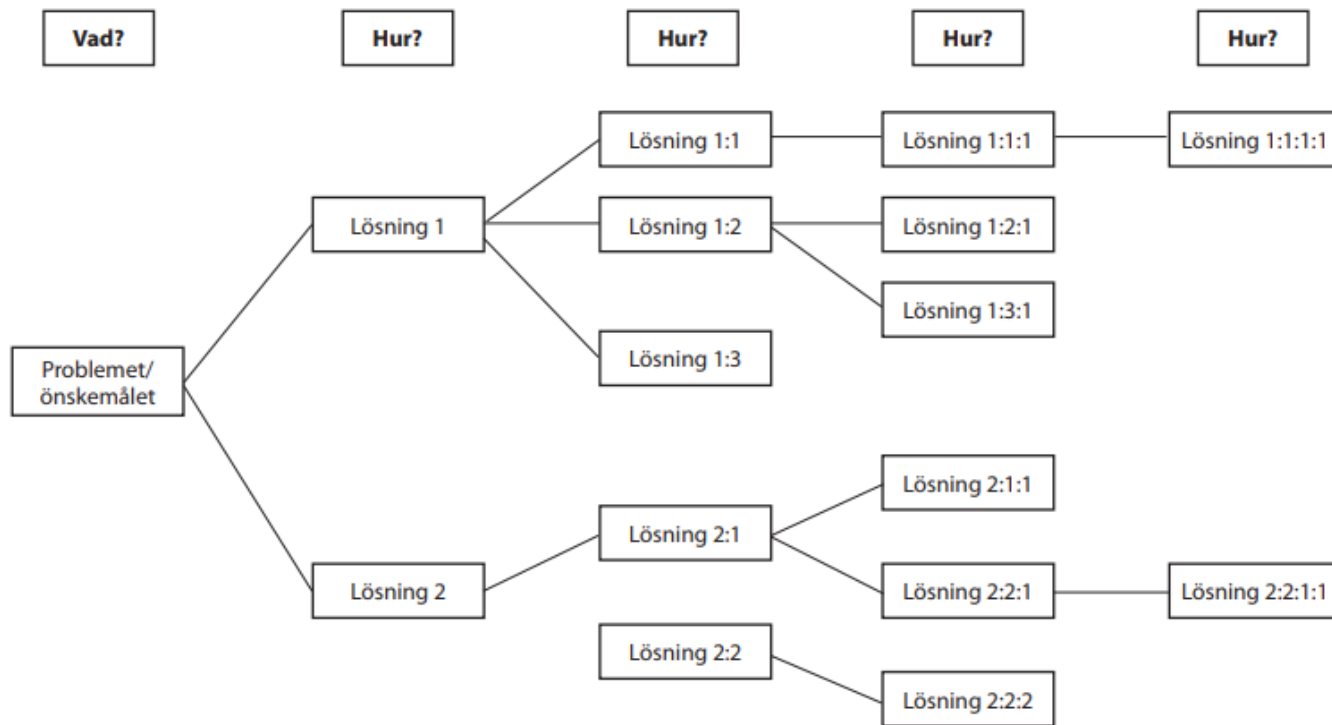 Vad?
Hur?
Hur?
Hur?
Hur?
Lösning 1:1
Lösning 1:1:1
Lösning 1:1:1:1
Lösning 1
Lösning 1:2
Lösning 1:2:1
Lösning 1:3:1
Lösning 1:3
Problemet/
önskemålet
Lösning 2:1:1
Lösning 2:1
Lösning 2
Lösning 2:2:1
Lösning 2:2:1:1
Lösning 2:2
Lösning 2:2:2